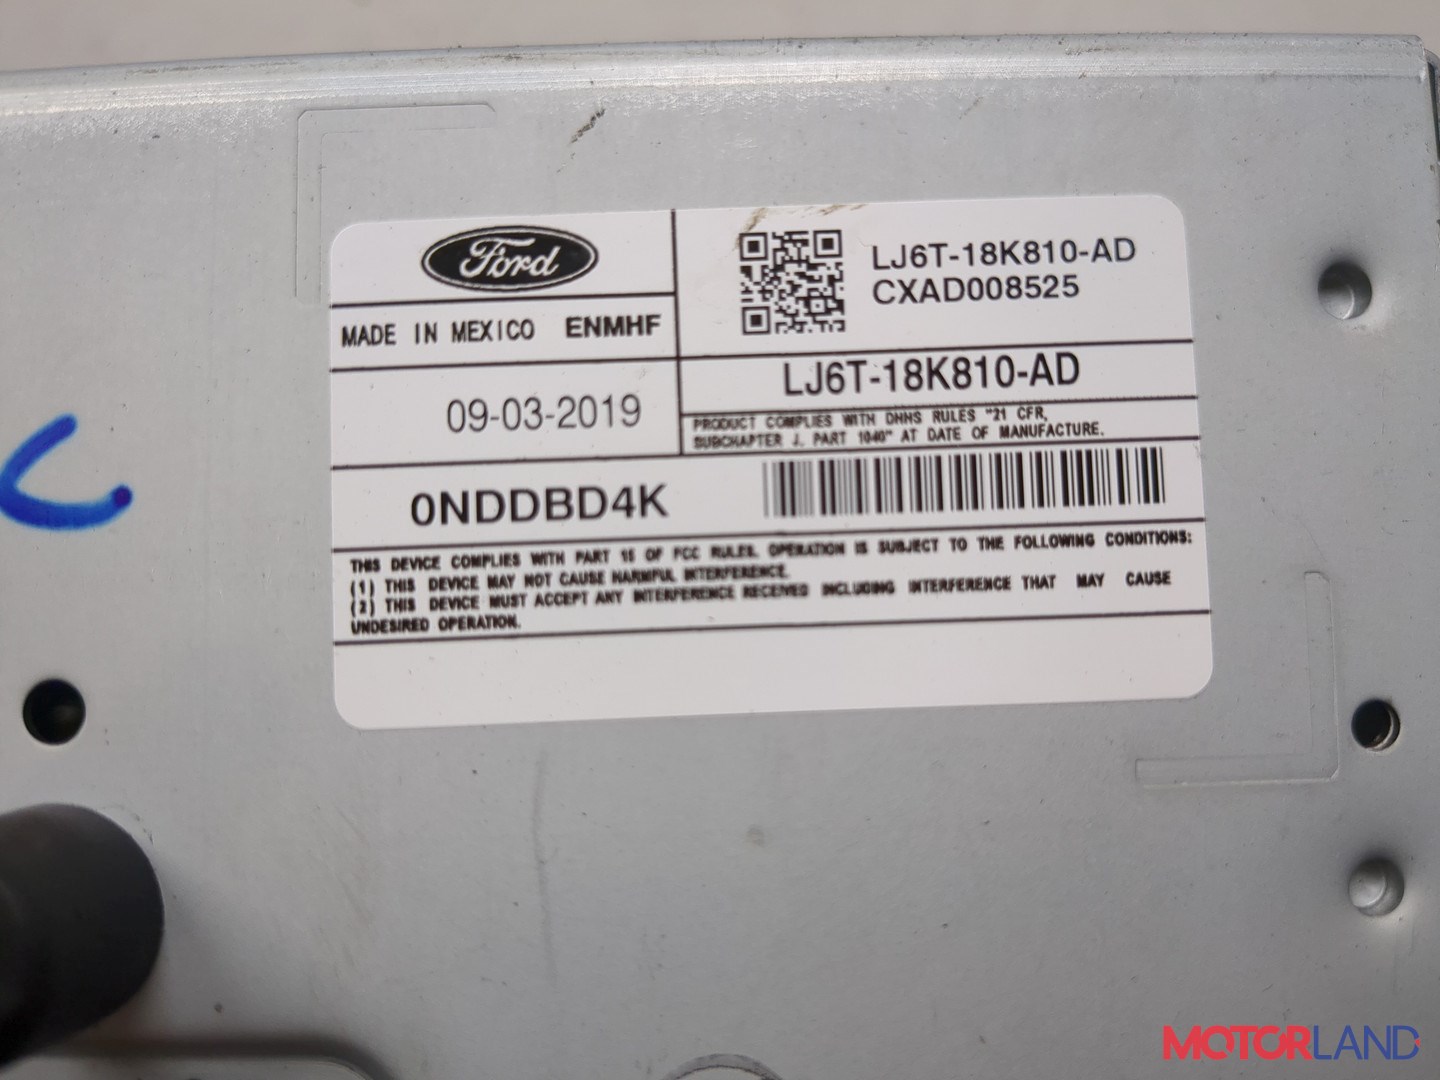 Ford
MADE IN MEXICO ENMHF
09-03-2019
LJ6T-18K810-AD
CXAD008525
LJ6T-18K810-AD
PRODUCT COMPLIES WITH DHHS RULES "21 CFR,
SUBCHAPTER J, PART 1040" AT DATE OF MANUFACTURE.
0NDDBD4K
THIS DEVICE COMPLIES WITH PART 15 OF FCC RULES. OPERATION IS SUBJECT TO THE FOLLOWING CONDITIONS:
(1) THIS DEVICE MAY NOT CAUSE HARMFUL INTERFERENCE.
(2) THIS DEVICE MUST ACCEPT ANY INTERFERENCE RECEIVED INCLUDING INTERFERENCE THAT MAY CAUSE
UNDESIRED OPERATION.
C
MOTORLAND